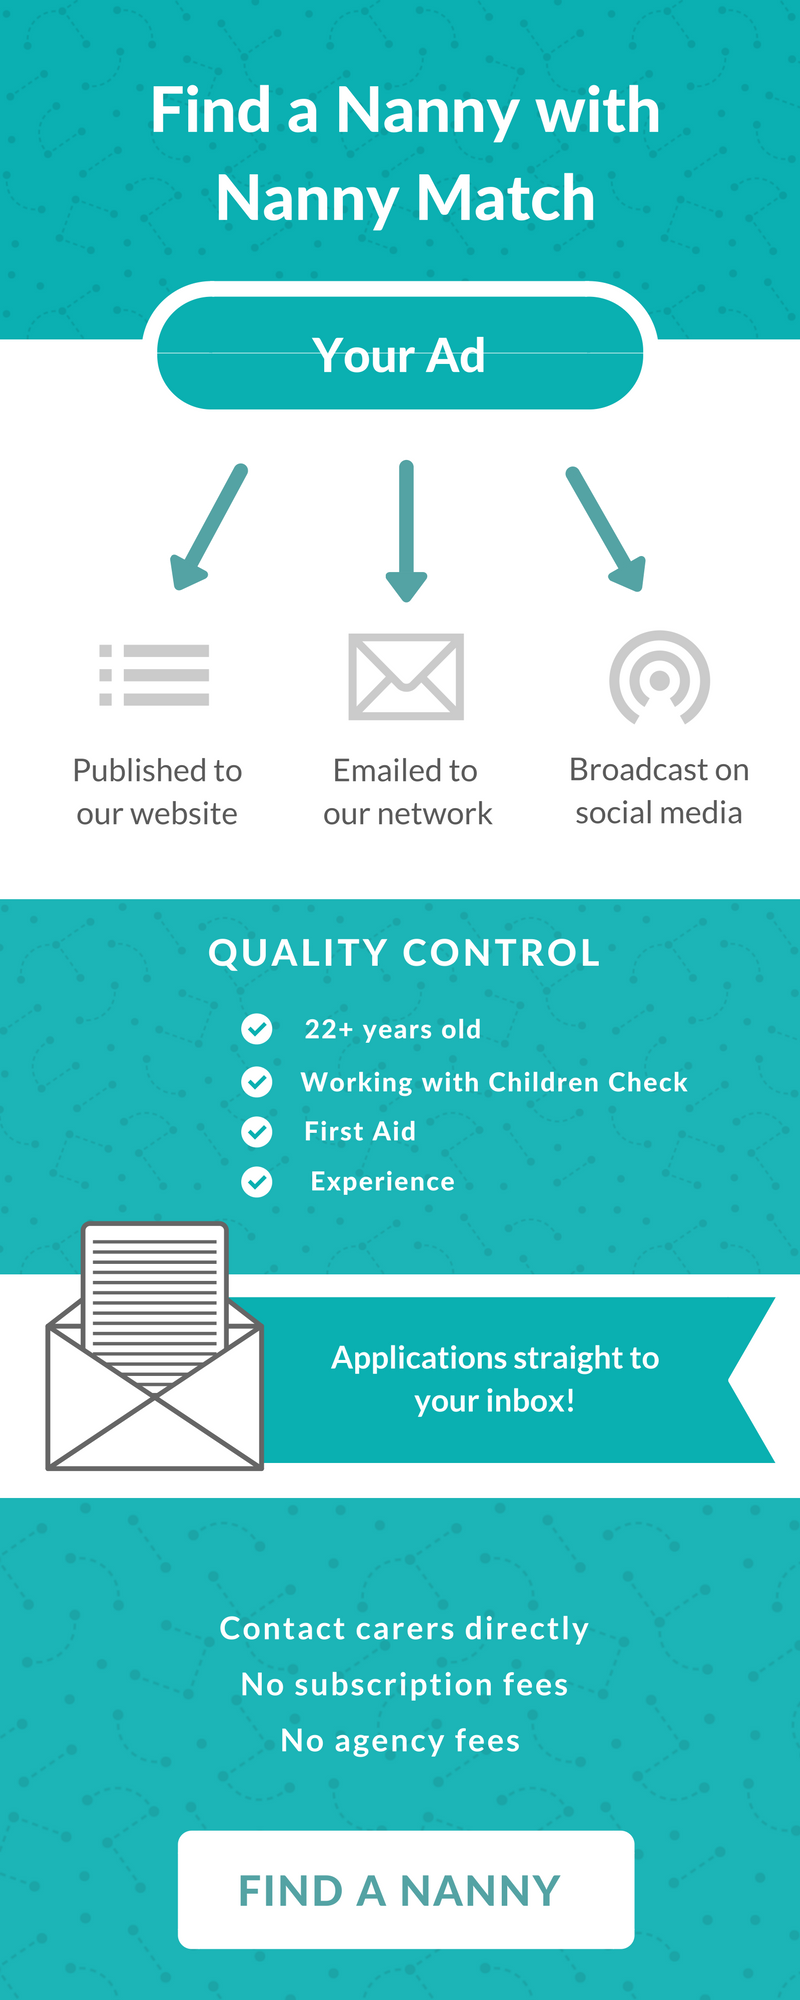 Find a Nanny with
Nanny Match
Your Ad
Published to
our website
Emailed to
our network
Broadcast on
social media
QUALITY CONTROL
22+ years old
Working with Children Check
First Aid
Experience
Applications straight to
your inbox!
Contact carers directly
No subscription fees
No agency fees
FIND A NANNY